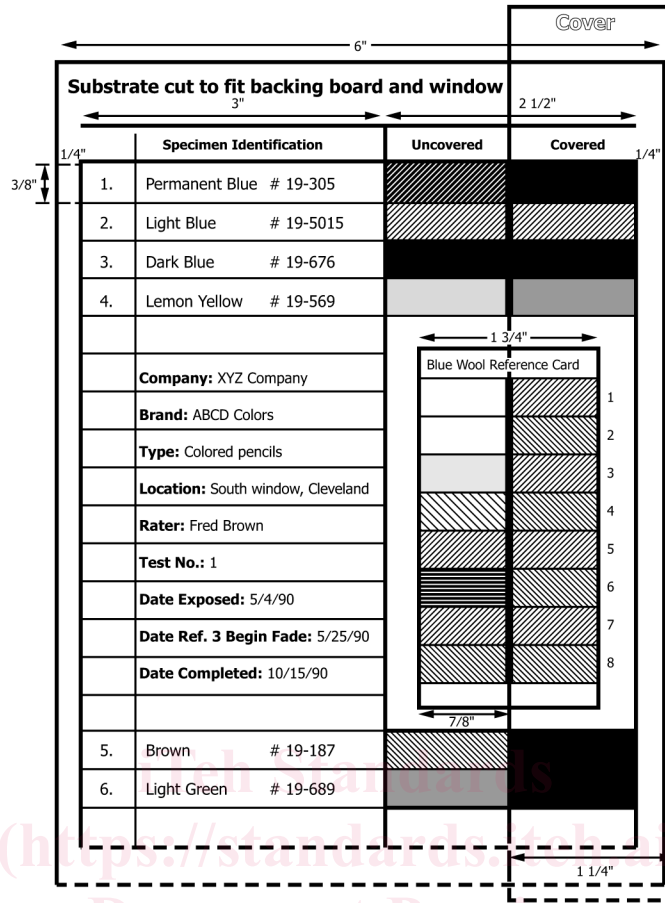 Cover
6"
Substrate cut to fit backing board and window
3"
2 1/2"
Specimen Identification
Uncovered
Covered
1/4"
1/4"
3/8"
1. Permanent Blue # 19-305
2. Light Blue # 19-5015
3. Dark Blue # 19-676
4. Lemon Yellow # 19-569
1 3/4"
Blue Wool Reference Card
Company: XYZ Company
1
Brand: ABCD Colors
2
Type: Colored pencils
3
Location: South window, Cleveland
4
Rater: Fred Brown
5
Test No.: 1
6
Date Exposed: 5/4/90
7
Date Ref. 3 Begin Fade: 5/25/90
8
Date Completed: 10/15/90
7/8"
5. Brown # 19-187
iTeh Standards
6. Light Green # 19-689
(https://standards.iteh.ai
1 1/4"